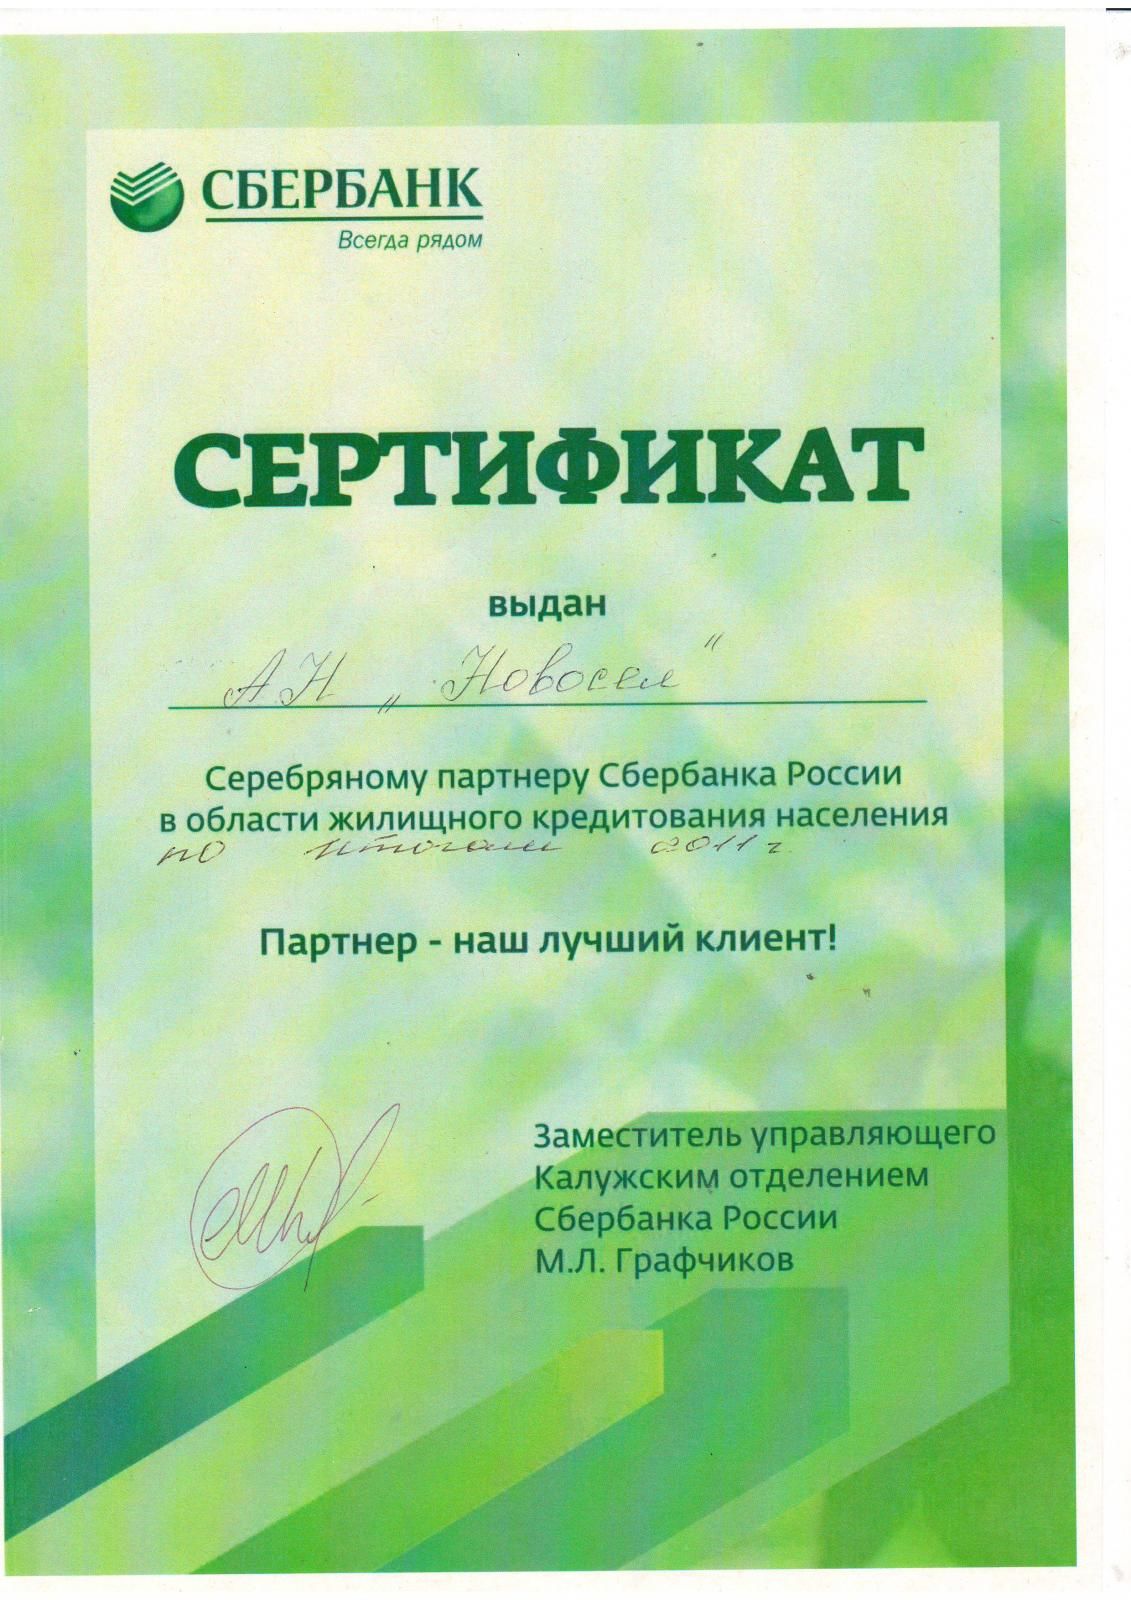 СБЕРБАНК
Всегда рядом
СЕРТИФИКАТ
выдан
АН „Новосел"
Серебряному партнеру Сбербанка России
в области жилищного кредитования населения
по итогам 2011 г.
Партнер - наш лучший клиент!
Заместитель управляющего
Калужским отделением
Сбербанка России
М.Л. Графчиков